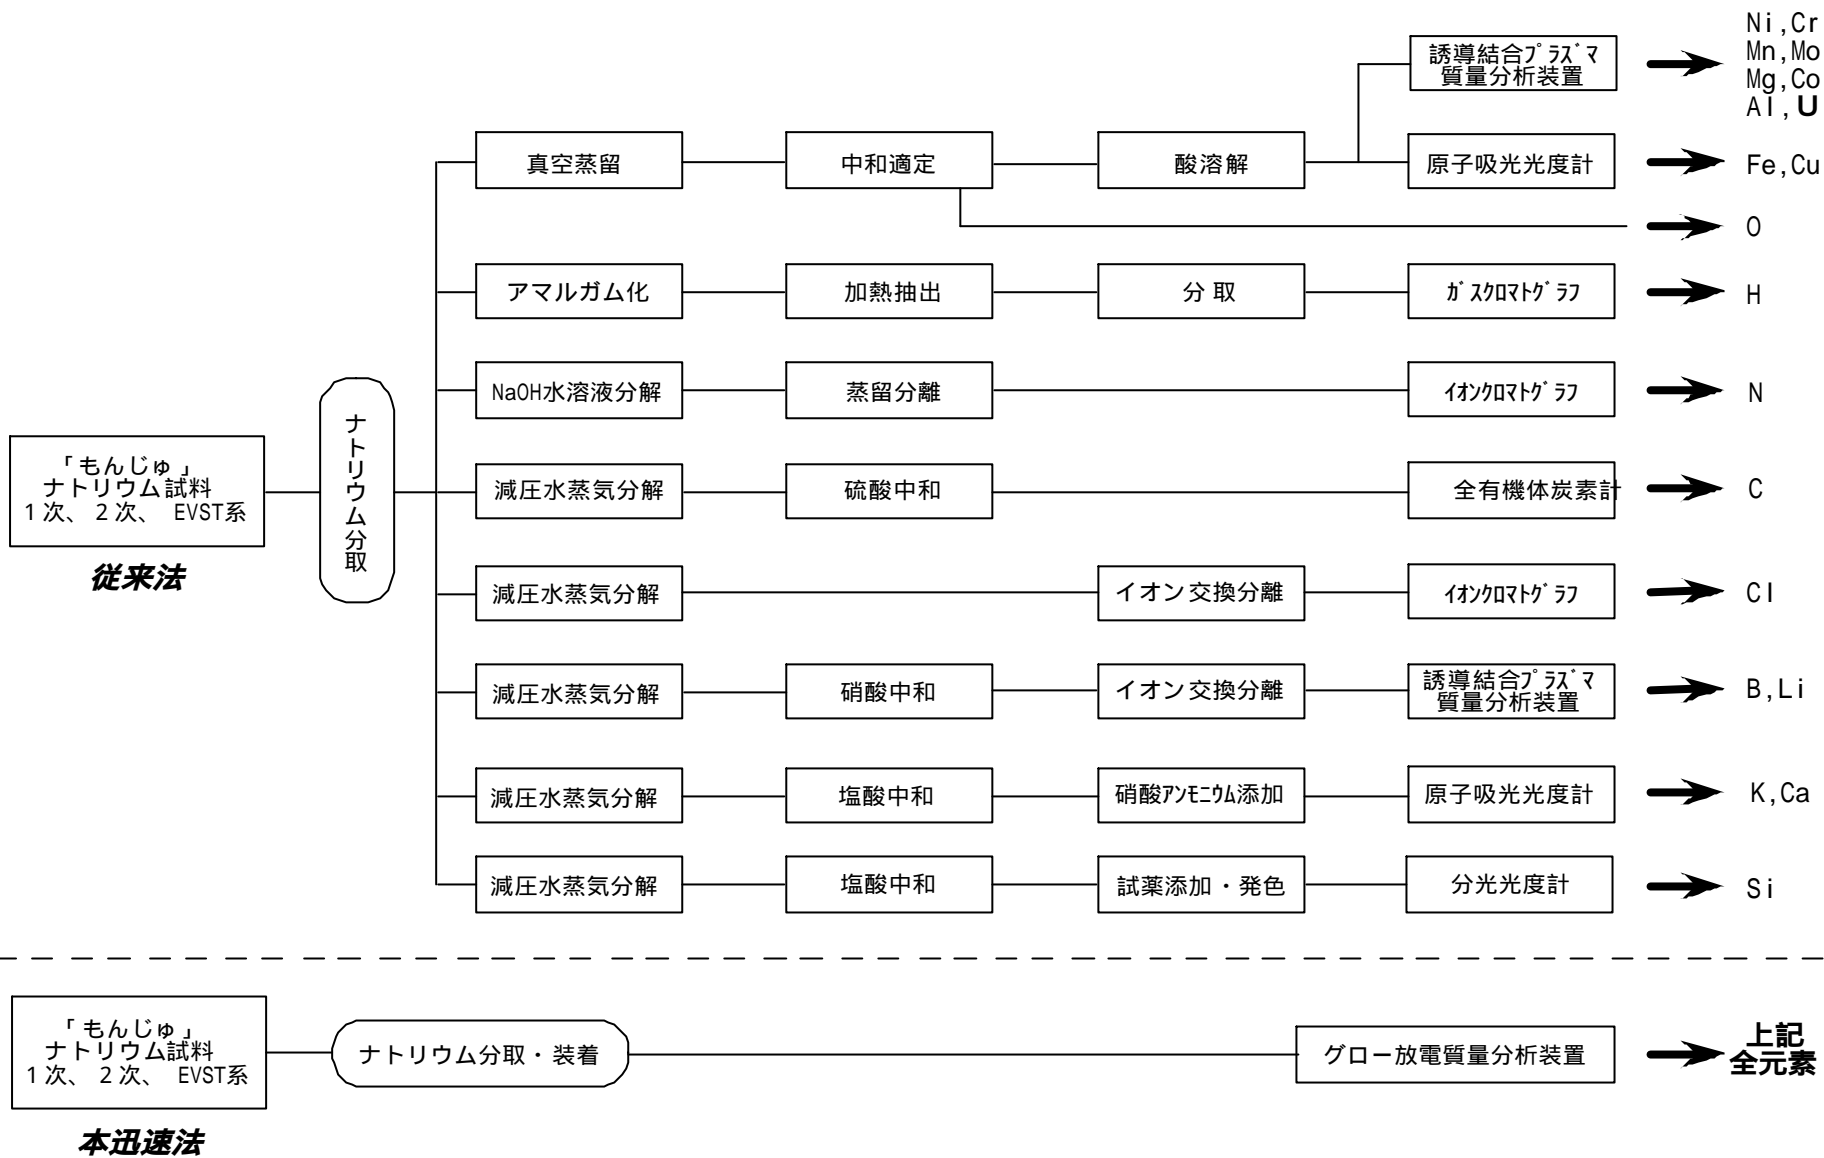 誘導結合ﾌﾟﾗｽﾞﾏ
質量分析装置
Ni,Cr
Mn,Mo
Mg,Co
Al,U
真空蒸留
中和適定
酸溶解
原子吸光光度計
Fe,Cu
O
アマルガム化
加熱抽出
分取
ｶﾞｽｸﾛﾏﾄｸﾞﾗﾌ
H
NaOH水溶液分解
蒸留分離
ｲｵﾝｸﾛﾏﾄｸﾞﾗﾌ
N
「もんじゅ」
ナトリウム試料
1次、2次、 EVST系
従来法
ナトリウム分取
減圧水蒸気分解
硫酸中和
全有機体炭素計
C
減圧水蒸気分解
イオン交換分離
ｲｵﾝｸﾛﾏﾄｸﾞﾗﾌ
Cl
減圧水蒸気分解
硝酸中和
イオン交換分離
誘導結合ﾌﾟﾗｽﾞﾏ
質量分析装置
B,Li
減圧水蒸気分解
塩酸中和
硝酸ｱﾝﾓﾆｳﾑ添加
原子吸光光度計
K,Ca
減圧水蒸気分解
塩酸中和
試薬添加・発色
分光光度計
Si
「もんじゅ」
ナトリウム試料
1次、2次、 EVST系
本迅速法
ナトリウム分取・装着
グロー放電質量分析装置
上記
全元素